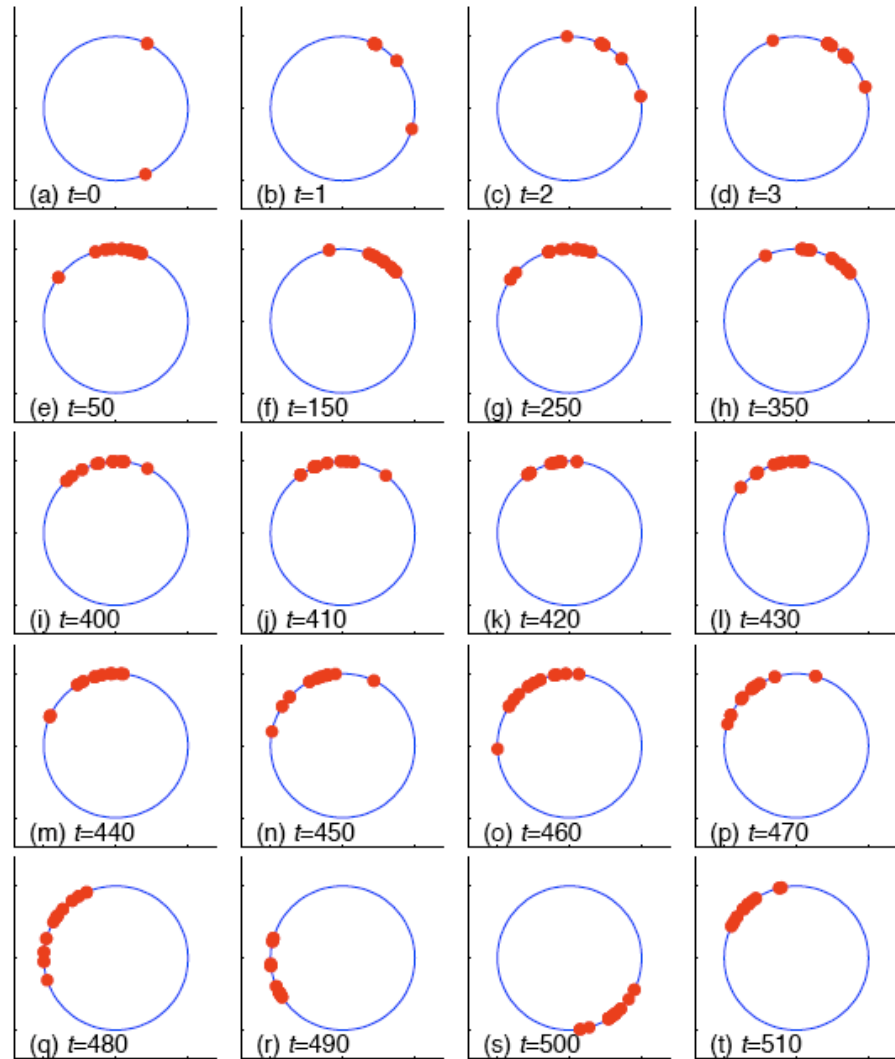 (a) t=0 (b) t=1 (c) t=2 (d) t=3
(e) t=50 (f) t=150 (g) t=250 (h) t=350
(i) t=400 (j) t=410 (k) t=420 (l) t=430
(m) t=440 (n) t=450 (o) t=460 (p) t=470
(q) t=480 (r) t=490 (s) t=500 (t) t=510